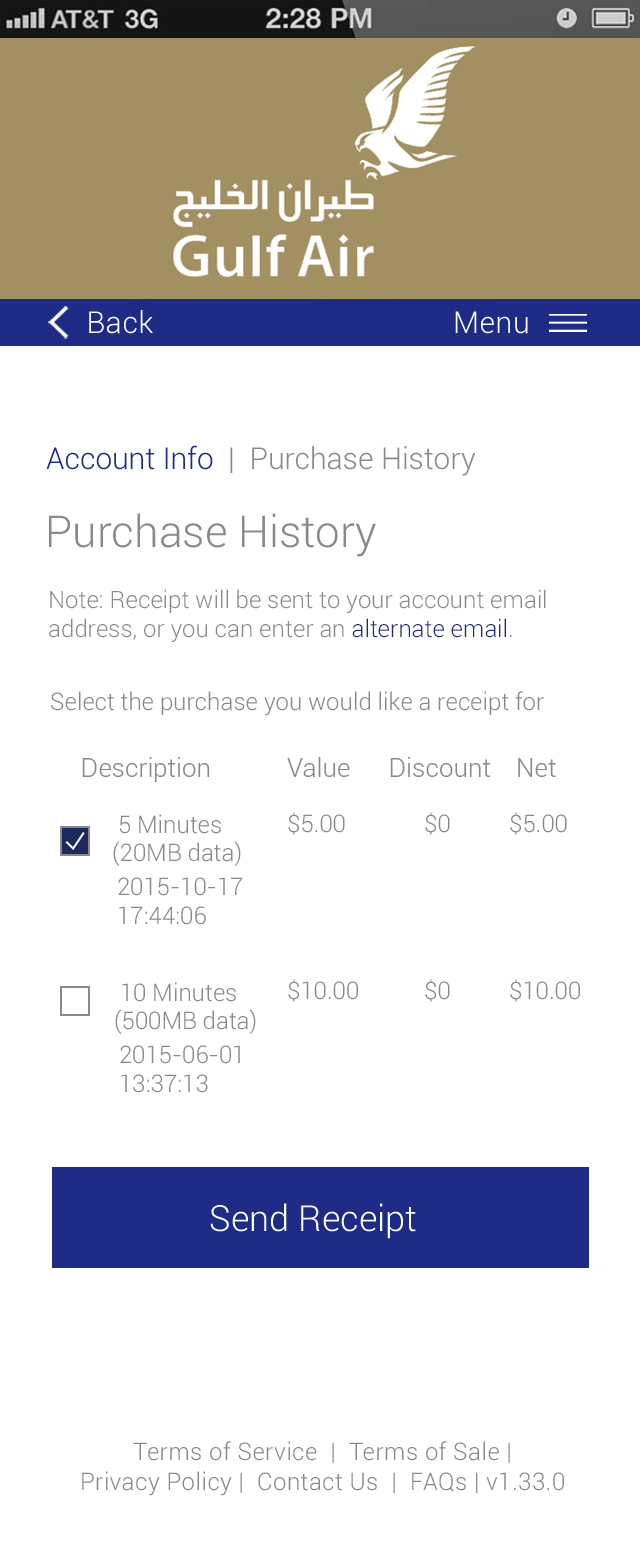 AT&T 3G 2:28 PM
طيران الخليج
Gulf Air
Back Menu
Account Info | Purchase History
Purchase History
Note: Receipt will be sent to your account email
address, or you can enter an alternate email.
Select the purchase you would like a receipt for
Description Value Discount Net
5 Minutes $5.00 $0 $5.00
(20MB data)
2015-10-17
17:44:06
10 Minutes $10.00 $0 $10.00
(500MB data)
2015-06-01
13:37:13
Send Receipt
Terms of Service | Terms of Sale |
Privacy Policy | Contact Us | FAQs | v1.33.0